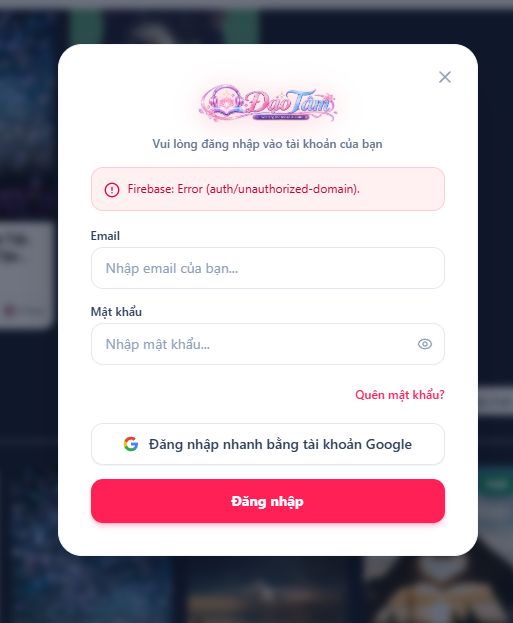 Đảo Tâm
Vui lòng đăng nhập vào tài khoản của bạn
Firebase: Error (auth/unauthorized-domain).
Email
Nhập email của bạn...
Mật khẩu
Nhập mật khẩu...
Quên mật khẩu?
Đăng nhập nhanh bằng tài khoản Google
Đăng nhập